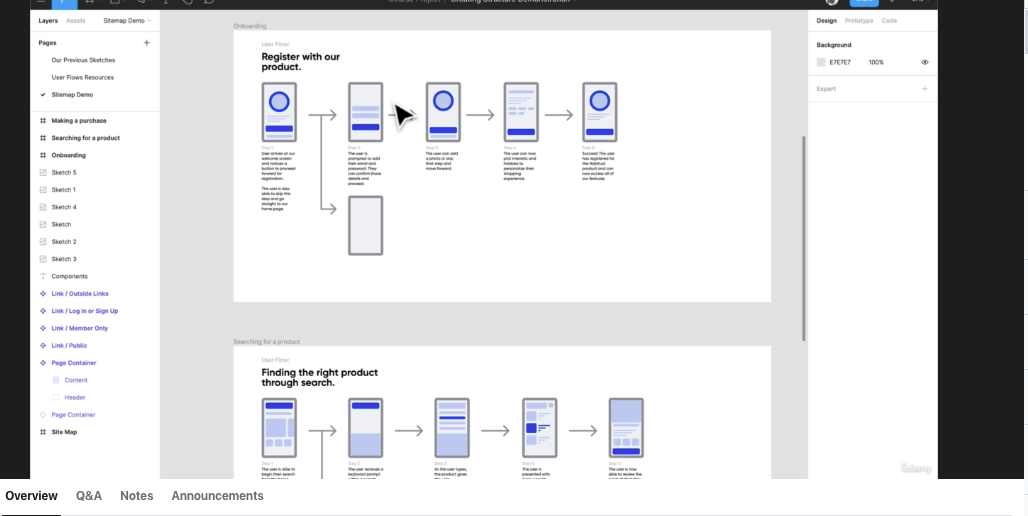 Course Project / Creating Structure Demonstration
Layers Assets Sitemap Demo
Design Prototype Code
Pages
Our Previous Sketches
User Flows Resources
Sitemap Demo
Making a purchase
Searching for a product
Onboarding
Sketch 5
Sketch 1
Sketch 4
Sketch
Sketch 2
Sketch 3
Components
Link / Outside Links
Link / Log in or Sign Up
Link / Member Only
Link / Public
Page Container
Content
Header
Page Container
Site Map
Onboarding
User Flow:
Register with our
product.
Step 1
User arrives at our
welcome screen
and notices a
button to proceed
forward for
registration.
The user is also
able to skip this
step and go
straight to our
home page.
Step 2
The user is
prompted to add
their email and
password. They
can confirm those
details and
proceed.
Step 3
The user can add
a photo or skip
that step and
move forward.
Step 4
The user can now
pick interests and
hobbies to
personalize their
shopping
experience.
Step 5
Success! The user
has registered for
the Habitual
product and can
now access all of
our features.
Searching for a product
User Flow:
Finding the right product
through search.
Step 1
The user is able to
begin their search
Step 2
The user receives a
keyboard prompt
Step 3
As the user types,
the product gives
Step 4
The user is
presented with
Step 5
The user is now
able to review the
Background
E7E7E7 100%
Export
ûdemy
Overview Q&A Notes Announcements